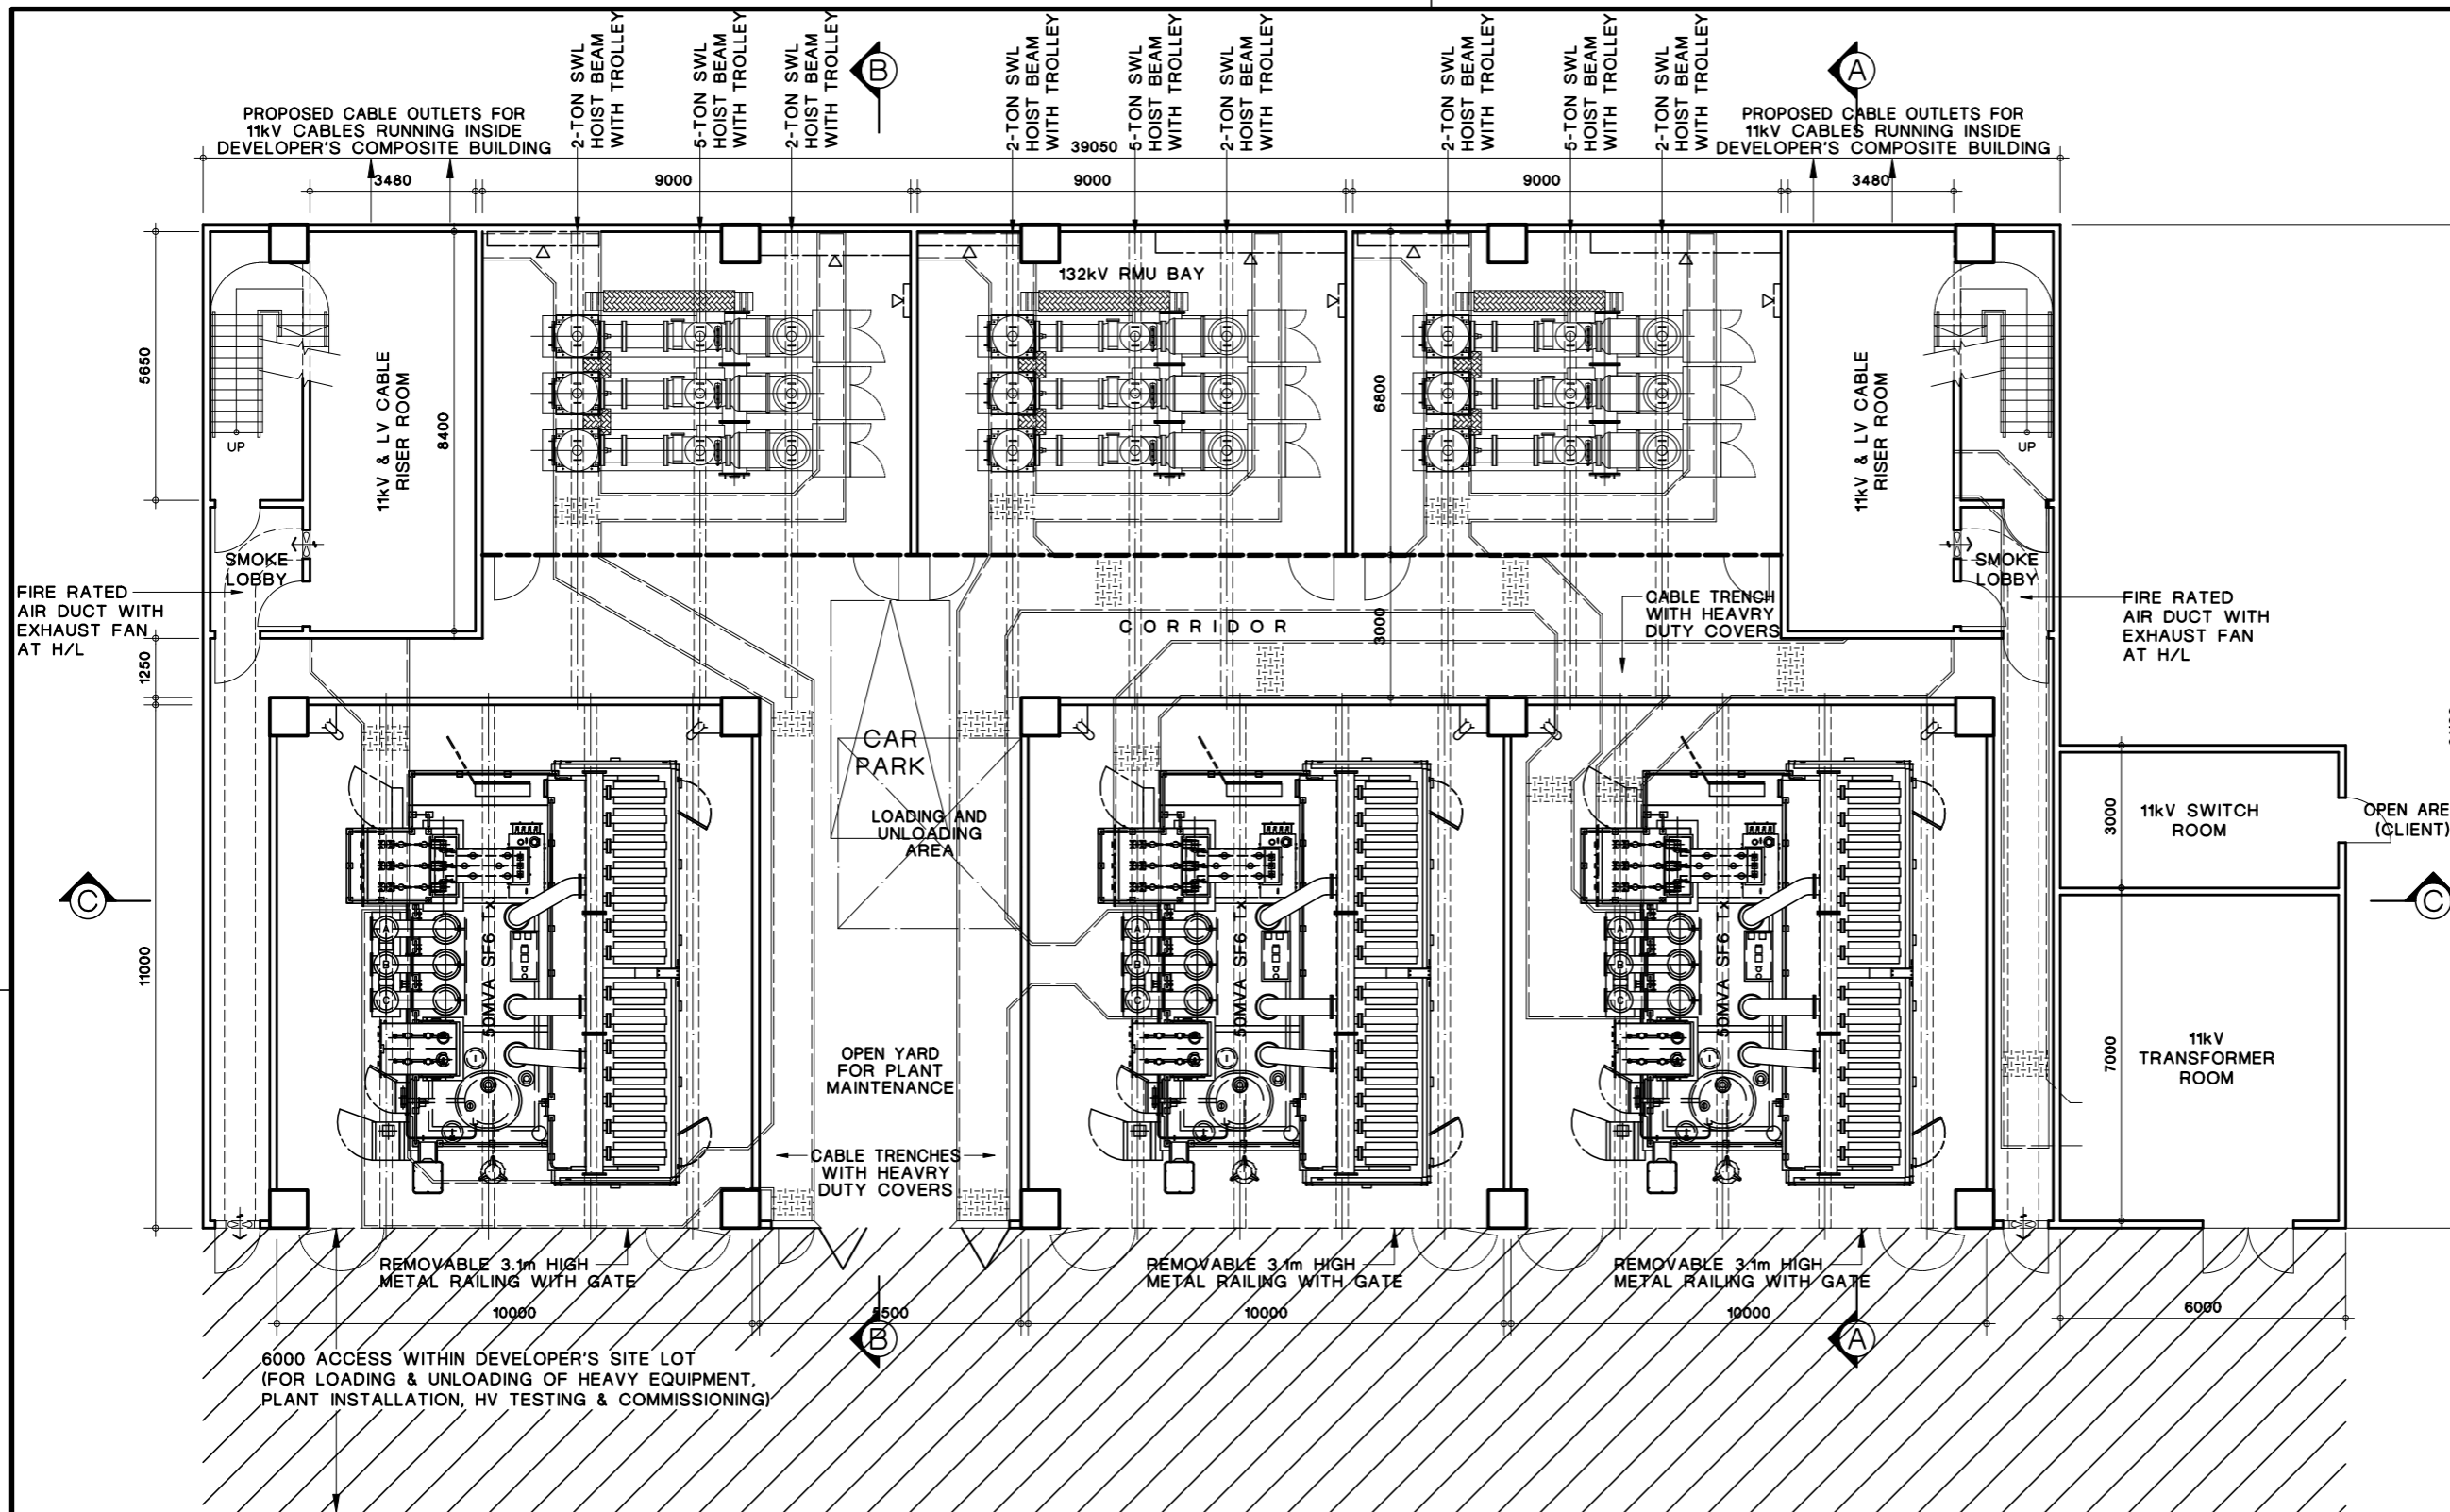 2-TON SWL
HOIST BEAM
WITH TROLLEY
5-TON SWL
HOIST BEAM
WITH TROLLEY
2-TON SWL
HOIST BEAM
WITH TROLLEY
B
2-TON SWL
HOIST BEAM
WITH TROLLEY
5-TON SWL
HOIST BEAM
WITH TROLLEY
2-TON SWL
HOIST BEAM
WITH TROLLEY
2-TON SWL
HOIST BEAM
WITH TROLLEY
5-TON SWL
HOIST BEAM
WITH TROLLEY
2-TON SWL
HOIST BEAM
WITH TROLLEY
A
PROPOSED CABLE OUTLETS FOR
11kV CABLES RUNNING INSIDE
DEVELOPER'S COMPOSITE BUILDING
39050
PROPOSED CABLE OUTLETS FOR
11kV CABLES RUNNING INSIDE
DEVELOPER'S COMPOSITE BUILDING
3480
9000
9000
9000
3480
132kV RMU BAY
5650
UP
11kV & LV CABLE
RISER ROOM
8400
6800
11kV & LV CABLE
RISER ROOM
UP
SMOKE
LOBBY
SMOKE
LOBBY
FIRE RATED
AIR DUCT WITH
EXHAUST FAN
AT H/L
1250
CORRIDOR
3000
CABLE TRENCH
WITH HEAVRY
DUTY COVERS
FIRE RATED
AIR DUCT WITH
EXHAUST FAN
AT H/L
CAR
PARK
LOADING AND
UNLOADING
AREA
3000
11kV SWITCH
ROOM
OPEN ARE
(CLIENT)
C
C
11000
A
B
C
50MVA SF6 Tx
A
B
C
50MVA SF6 Tx
A
B
C
50MVA SF6 Tx
OPEN YARD
FOR PLANT
MAINTENANCE
7000
11kV
TRANSFORMER
ROOM
CABLE TRENCHES
WITH HEAVRY
DUTY COVERS
REMOVABLE 3.1m HIGH
METAL RAILING WITH GATE
REMOVABLE 3.1m HIGH
METAL RAILING WITH GATE
REMOVABLE 3.1m HIGH
METAL RAILING WITH GATE
10000
5500
10000
10000
6000
B
A
6000 ACCESS WITHIN DEVELOPER'S SITE LOT
(FOR LOADING & UNLOADING OF HEAVY EQUIPMENT,
PLANT INSTALLATION, HV TESTING & COMMISSIONING)